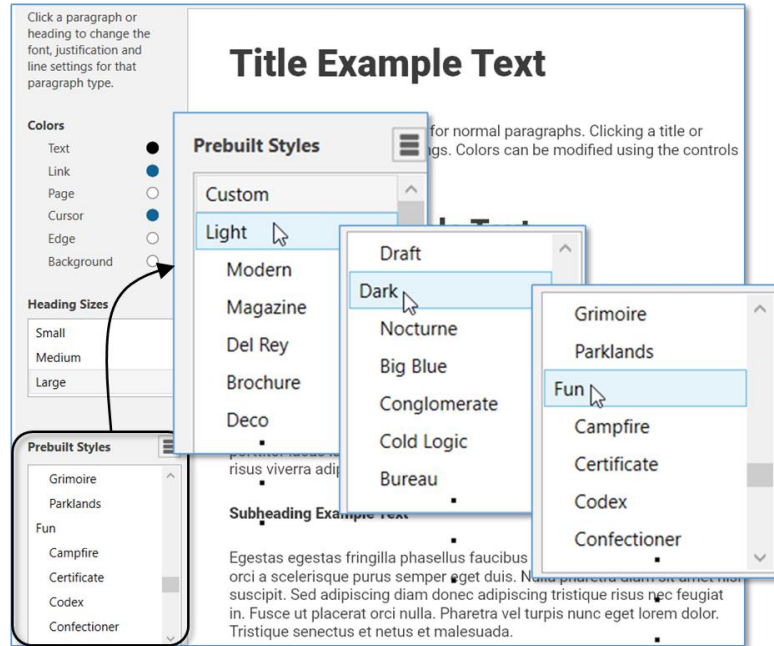 Click a paragraph or
heading to change the
font, justification and
line settings for that
paragraph type.
Colors
Text
Link
Page
Cursor
Edge
Background
Heading Sizes
Small
Medium
Large
Prebuilt Styles
Grimoire
Parklands
Fun
Campfire
Certificate
Codex
Confectioner
Title Example Text
for normal paragraphs. Clicking a title or
Colors can be modified using the controls
Prebuilt Styles
Custom
Light
Modern
Magazine
Del Rey
Brochure
Deco
Draft
Dark
Nocturne
Big Blue
Conglomerate
Cold Logic
Bureau
Grimoire
Parklands
Fun
Campfire
Certificate
Codex
Confectioner
risus viverra
Subheading Example Text
Egestas egestas fringilla phasellus faucibus
orci a scelerisque purus semper eget duis.
suscipit. Sed adipiscing diam donec adipiscing tristique risus nec feugiat
in. Fusce ut placerat orci nulla. Pharetra vel turpis nunc eget lorem dolor.
Tristique senectus et netus et malesuada.